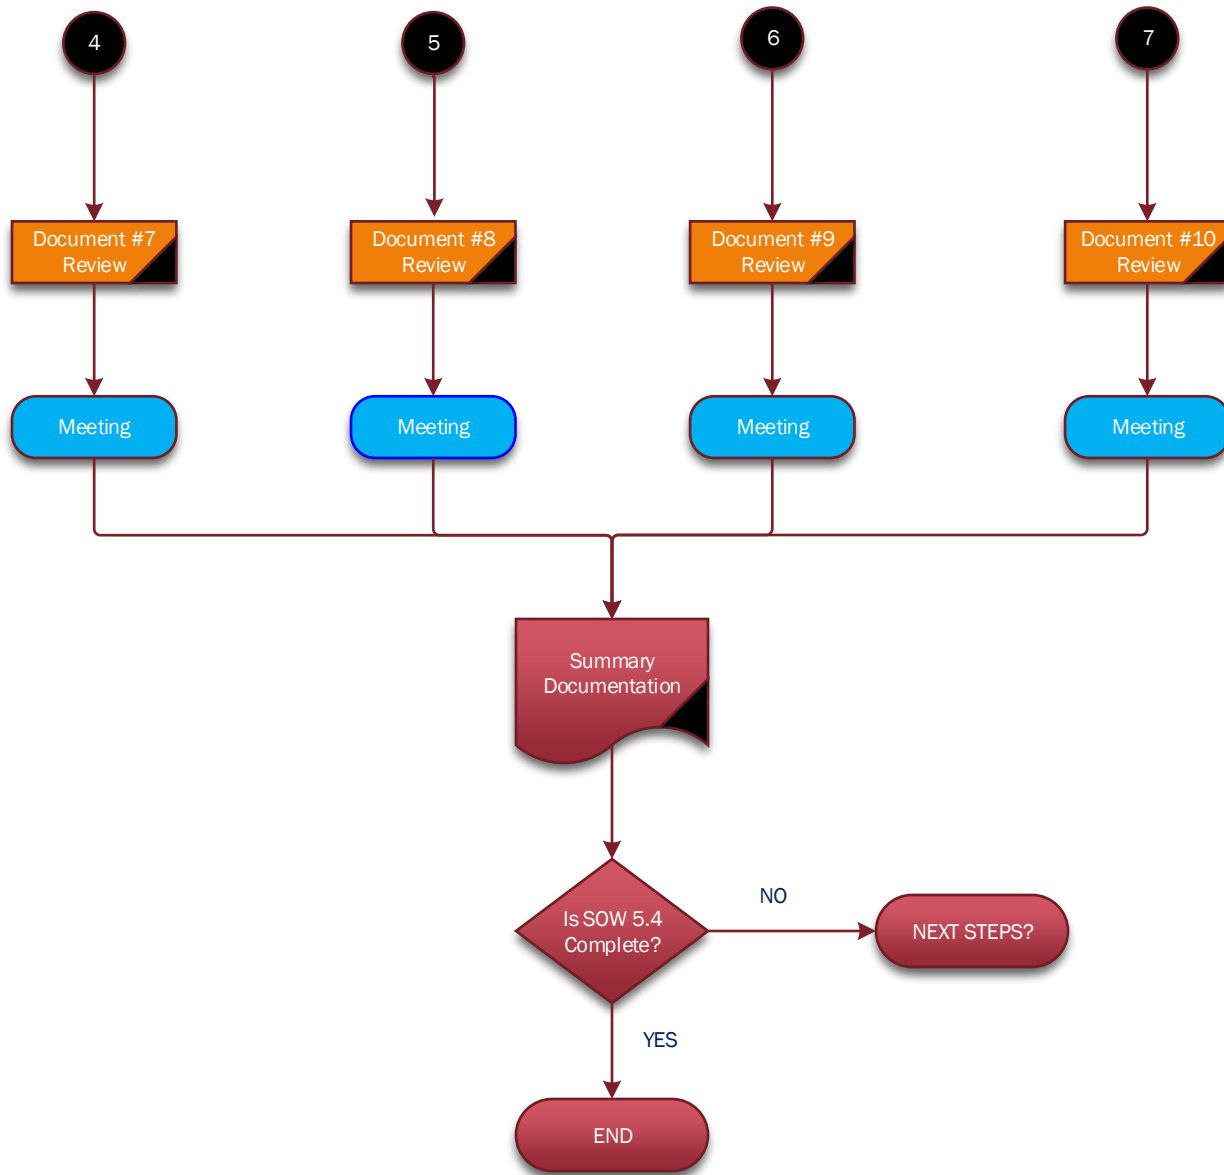 4
5
6
7
Document #7
Review
Document #8
Review
Document #9
Review
Document #10
Review
Meeting
Meeting
Meeting
Meeting
Summary
Documentation
Is SOW 5.4
Complete?
NO
NEXT STEPS?
YES
END